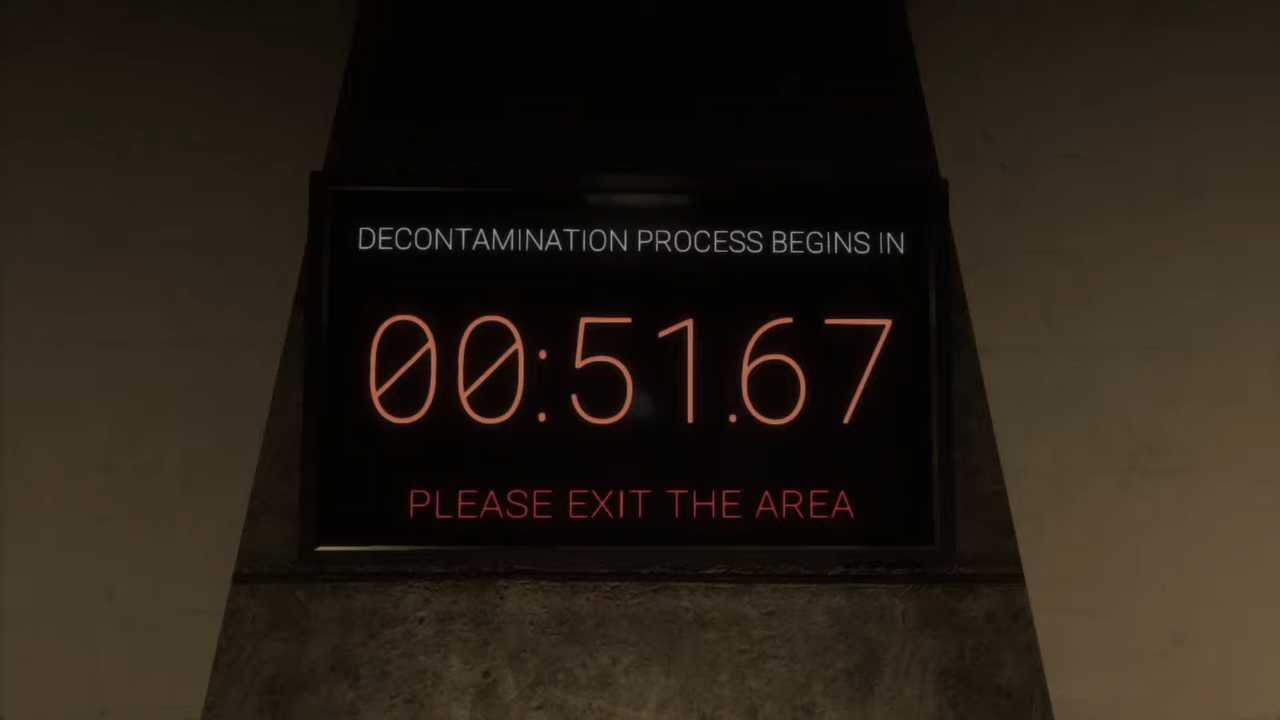 DECONTAMINATION PROCESS BEGINS IN
00:51.67
PLEASE EXIT THE AREA